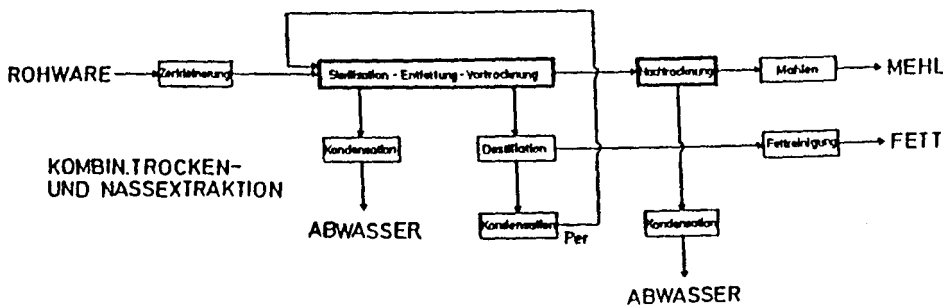 ROHWARE
Zerkleinerung
Sterilisation - Entfettung - Vortrocknung
Nachtrocknung
Mahlen
MEHL
Kondensation
Destillation
Fettreinigung
FETT
KOMBIN. TROCKEN-
UND NASSEXTRAKTION
ABWASSER
Kondensation
Per
Kondensation
ABWASSER